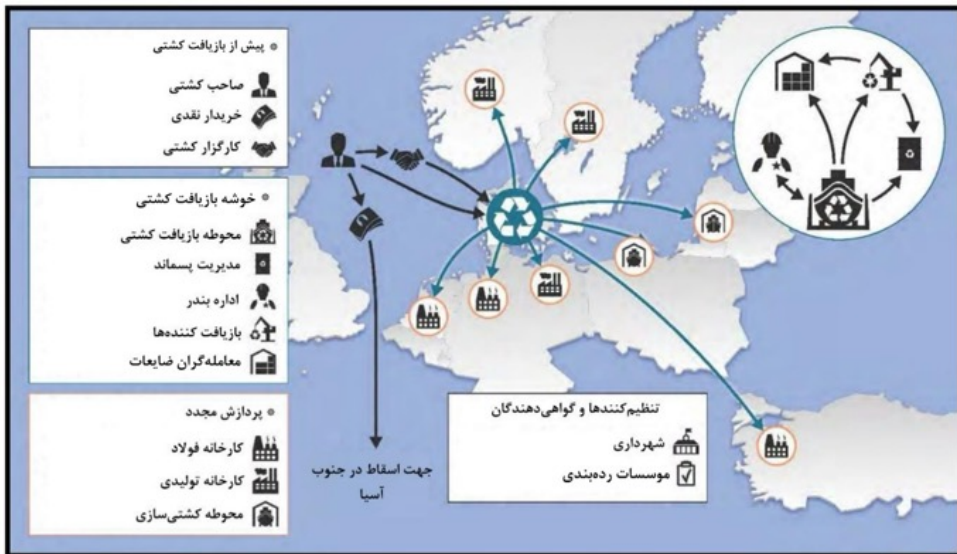 پیش از بازیافت کشتی
صاحب کشتی
خریدار نقدی
کارگزار کشتی
خوشه بازیافت کشتی
محوطه بازیافت کشتی
مدیریت پسماند
اداره بندر
بازیافت کننده‌ها
معامله‌گران ضایعات
پردازش مجدد
کارخانه فولاد
کارخانه تولیدی
محوطه کشتی‌سازی
جهت اسقاط در جنوب
آسیا
تنظیم‌کنندها و گواهی‌دهندگان
شهرداری
موسسات رده‌بندی